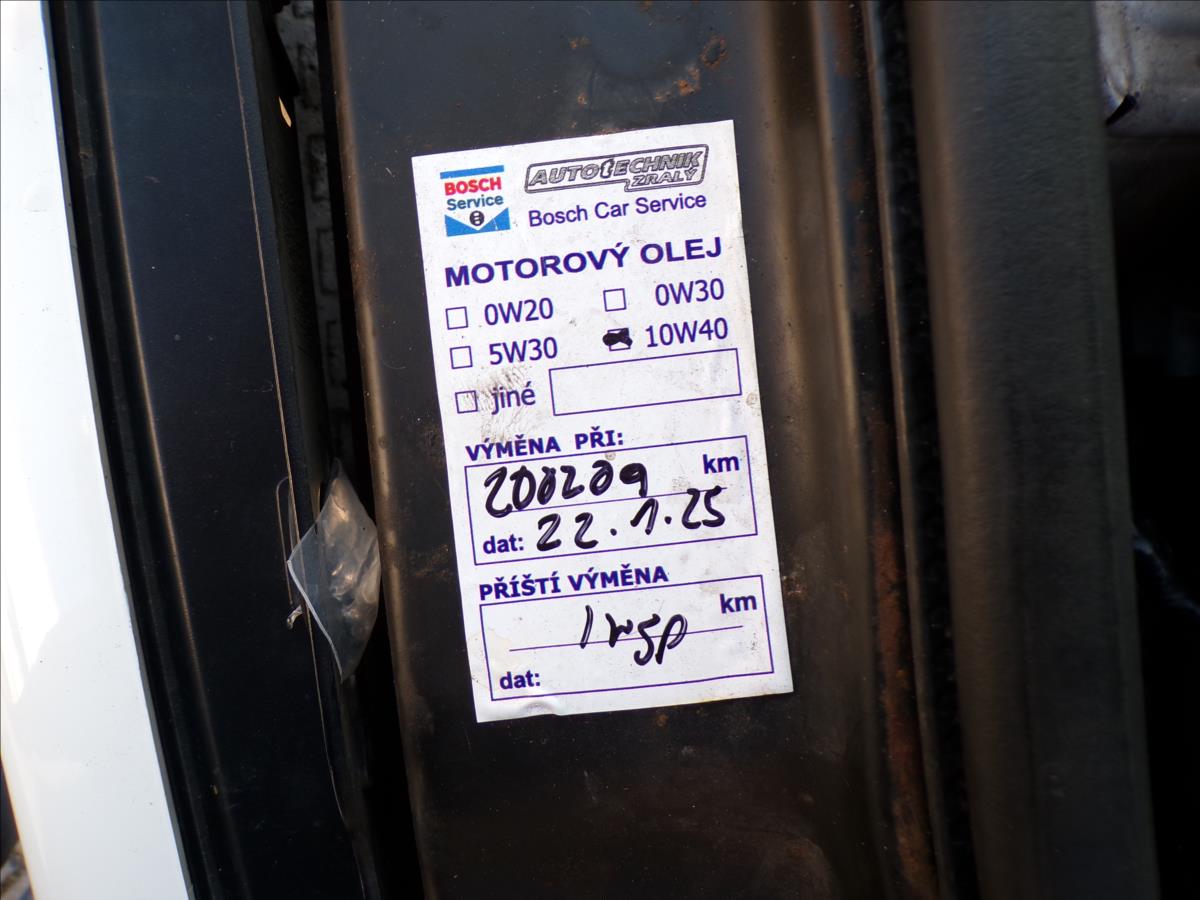 BOSCH
Service
AUTOTECHNIK
ZRALÝ
Bosch Car Service
MOTOROVÝ OLEJ
0W20 0W30
5W30 10W40
jiné
VÝMĚNA PŘI:
200209 km
dat: 22.1.25
PŘÍŠTÍ VÝMĚNA
km
dat: